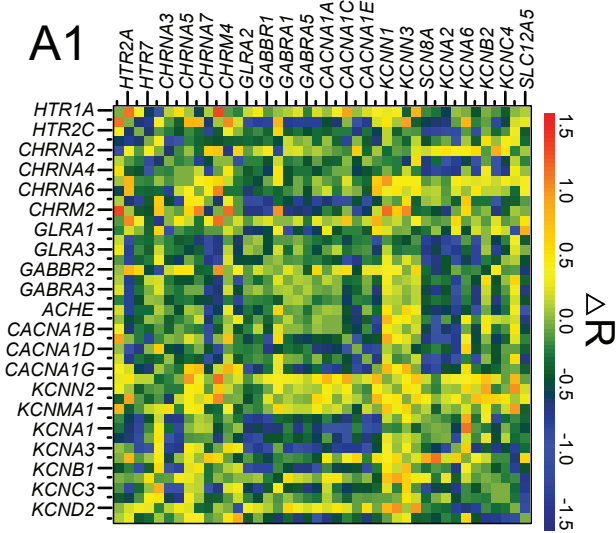 A1
HTR2A
HTR7
CHRNA3
CHRNA5
CHRNA7
CHRM4
GLRA2
GABBR1
GABRA1
GABRA5
CACNA1A
CACNA1C
CACNA1E
KCNN1
KCNN3
SCN8A
KCNA2
KCNA6
KCNB2
KCNC4
SLC12A5
HTR1A
HTR2C
CHRNA2
CHRNA4
CHRNA6
CHRM2
GLRA1
GLRA3
GABBR2
GABRA3
ACHE
CACNA1B
CACNA1D
CACNA1G
KCNN2
KCNMA1
KCNA1
KCNA3
KCNB1
KCNC3
KCND2
1.5
1.0
0.5
0.0
-0.5
-1.0
-1.5
△R